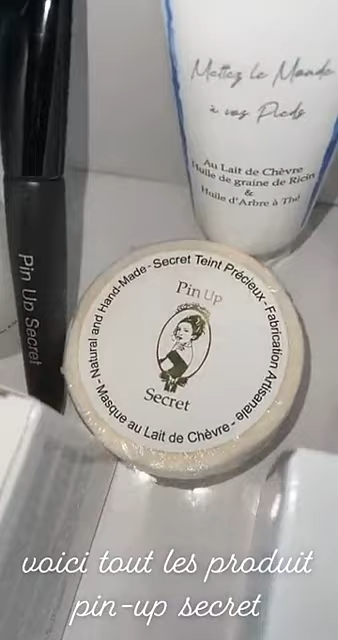 Mettez le Monde
à vos Pieds
Au Lait de Chèvre
Huile de graine de Ricin
&
Huile d'Arbre à Thé
Pin Up Secret
Natural and Hand-Made - Secret Teint Précieux - Fabrication Artisanale - Masque au Lait de Chèvre -
Pin Up
Secret
voici tout les produit
pin-up secret